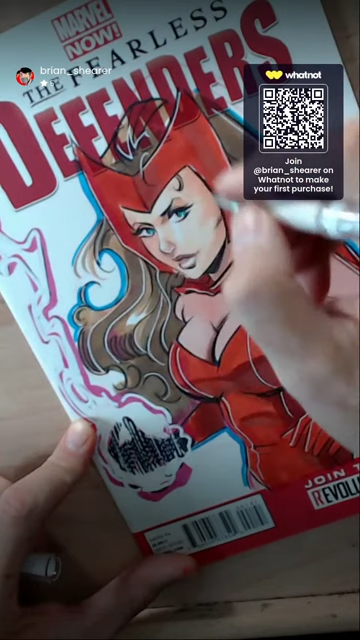 MARVEL
NOW!
THE FEARLESS
DEFENDERS
brian_shearer
whatnot
Join
@brian_shearer on
Whatnot to make
your first purchase!
JOIN
REVOLU